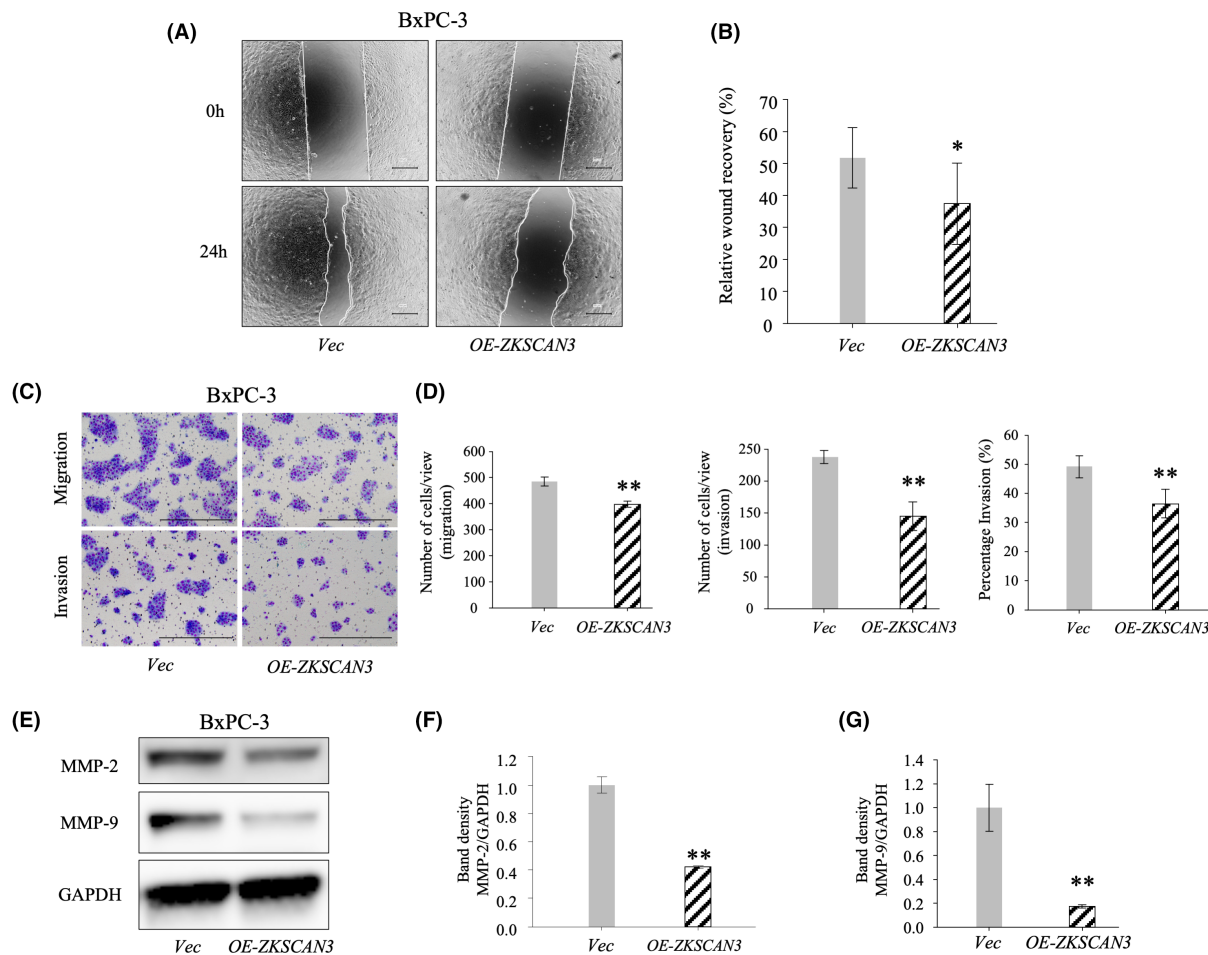 (A)
BxPC-3
0h
24h
Vec
OE-ZKSCAN3
(B)
Relative wound recovery (%)
70
60
50
40
30
20
10
0
*
Vec
OE-ZKSCAN3
(C)
BxPC-3
Migration
Invasion
Vec
OE-ZKSCAN3
(D)
Number of cells/view
(migration)
600
500
400
300
200
100
0
**
Vec
OE-ZKSCAN3
Number of cells/view
(invasion)
250
200
150
100
50
0
**
Vec
OE-ZKSCAN3
Percentage Invasion (%)
60
50
40
30
20
10
0
**
Vec
OE-ZKSCAN3
(E)
BxPC-3
MMP-2
MMP-9
GAPDH
Vec
OE-ZKSCAN3
(F)
Band density
MMP-2/GAPDH
1.2
1.0
0.8
0.6
0.4
0.2
0.0
**
Vec
OE-ZKSCAN3
(G)
Band density
MMP-9/GAPDH
1.4
1.2
1.0
0.8
0.6
0.4
0.2
0.0
**
Vec
OE-ZKSCAN3